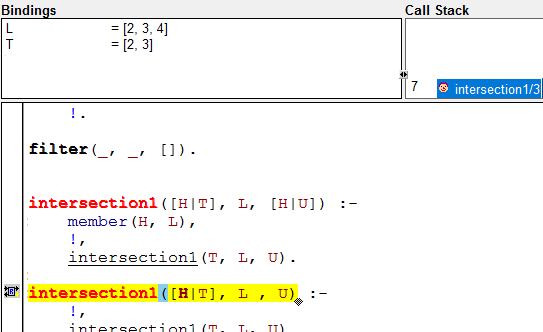 Bindings
Call Stack
L = [2, 3, 4]
T = [2, 3]
7 intersection1/3
!.
filter(_, _, []).
intersection1([H|T], L, [H|U]) :-
member(H, L),
!,
intersection1(T, L, U).
intersection1([H|T], L , U) :-
!,
intersection1(T, L, U)